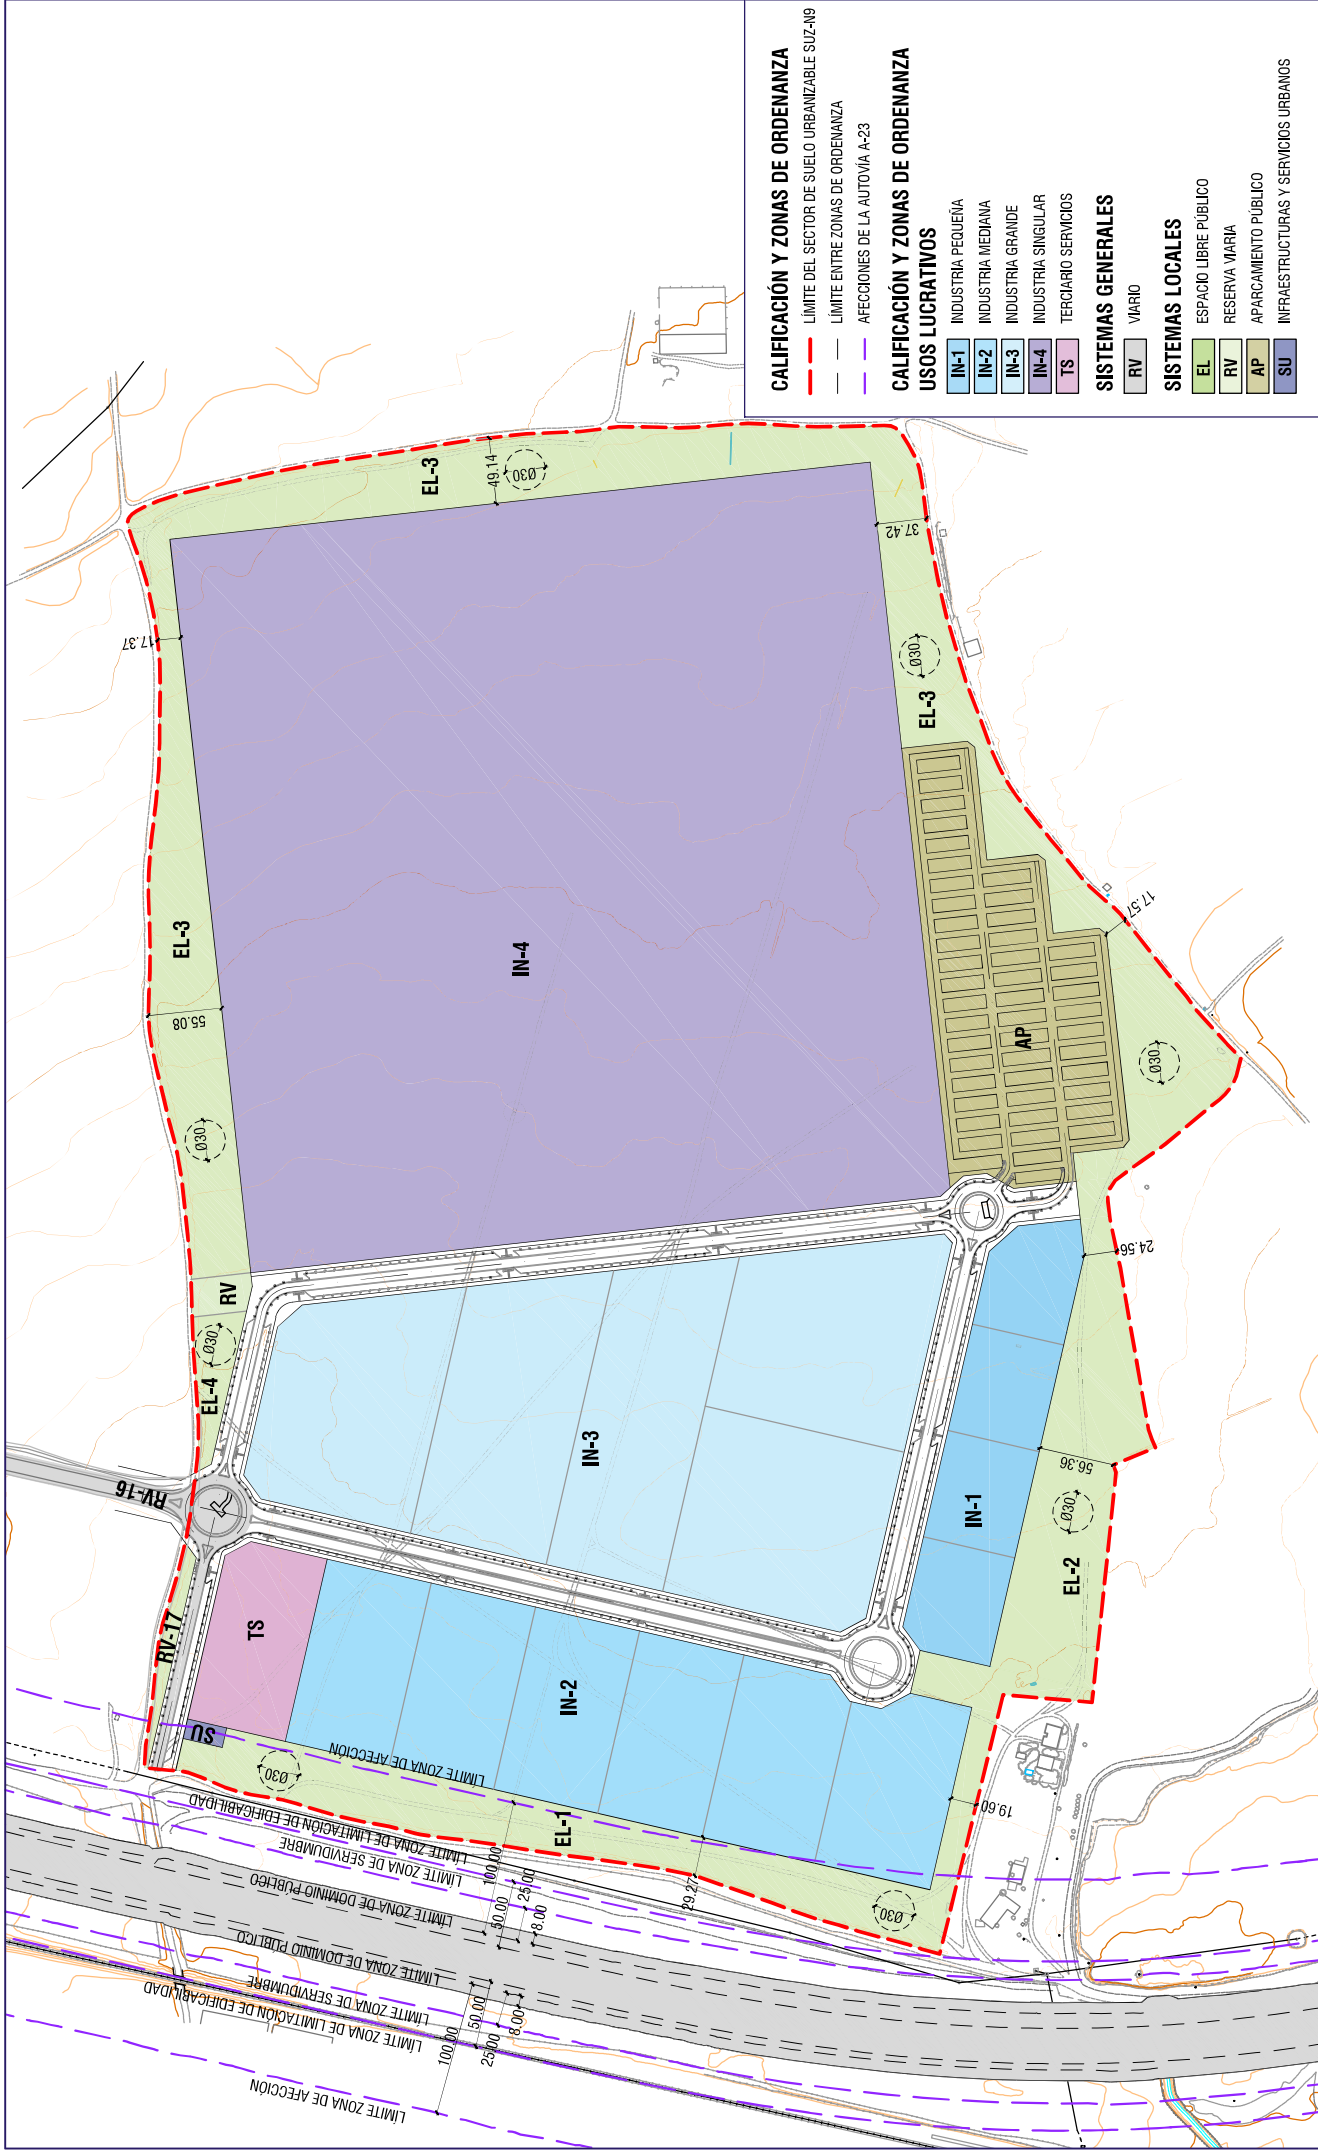 CALIFICACIÓN Y ZONAS DE ORDENANZA
LÍMITE DEL SECTOR DE SUELO URBANIZABLE SUZ-N9
LÍMITE ENTRE ZONAS DE ORDENANZA
AFECCIONES DE LA AUTOVÍA A-23
CALIFICACIÓN Y ZONAS DE ORDENANZA
USOS LUCRATIVOS
IN-1 INDUSTRIA PEQUEÑA
IN-2 INDUSTRIA MEDIANA
IN-3 INDUSTRIA GRANDE
IN-4 INDUSTRIA SINGULAR
TS TERCIARIO SERVICIOS
SISTEMAS GENERALES
RV VIARIO
SISTEMAS LOCALES
EL ESPACIO LIBRE PÚBLICO
RV RESERVA VIARIA
AP APARCAMIENTO PÚBLICO
SU INFRAESTRUCTURAS Y SERVICIOS URBANOS
EL-3
49.14
Ø30
37.42
17.37
Ø30
EL-3
EL-3
55.08
IN-4
17.57
AP
Ø30
Ø30
RV
24.56
Ø30
EL-4
IN-3
56.36
RV-16
IN-1
Ø30
EL-2
RV-17
TS
IN-2
SU
Ø30
LÍMITE ZONA DE AFECCIÓN
EL-1
19.60
29.27
Ø30
LÍMITE ZONA DE LIMITACIÓN DE EDIFICABILIDAD
LÍMITE ZONA DE SERVIDUMBRE
LÍMITE ZONA DE DOMINIO PÚBLICO
100.00
25.00
50.00
8.00
LÍMITE ZONA DE DOMINIO PÚBLICO
LÍMITE ZONA DE SERVIDUMBRE
LÍMITE ZONA DE LIMITACIÓN DE EDIFICABILIDAD
100.00
50.00
25.00
8.00
LÍMITE ZONA DE AFECCIÓN